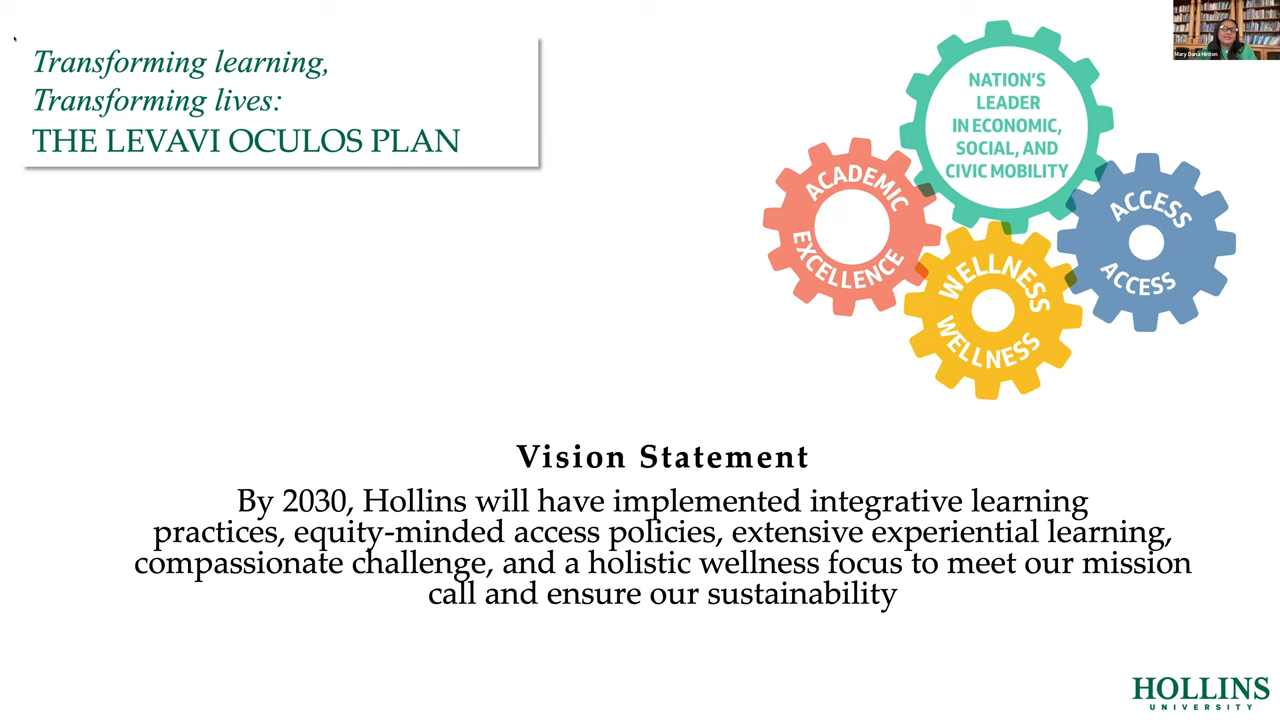 Transforming learning,
Transforming lives:
THE LEVAVI OCULOS PLAN
Mary Dana Hinton
NATION'S
LEADER
IN ECONOMIC,
SOCIAL, AND
CIVIC MOBILITY
ACADEMIC
EXCELLENCE
WELLNESS
WELLNESS
ACCESS
ACCESS
Vision Statement
By 2030, Hollins will have implemented integrative learning
practices, equity-minded access policies, extensive experiential learning,
compassionate challenge, and a holistic wellness focus to meet our mission
call and ensure our sustainability
HOLLINS
UNIVERSITY